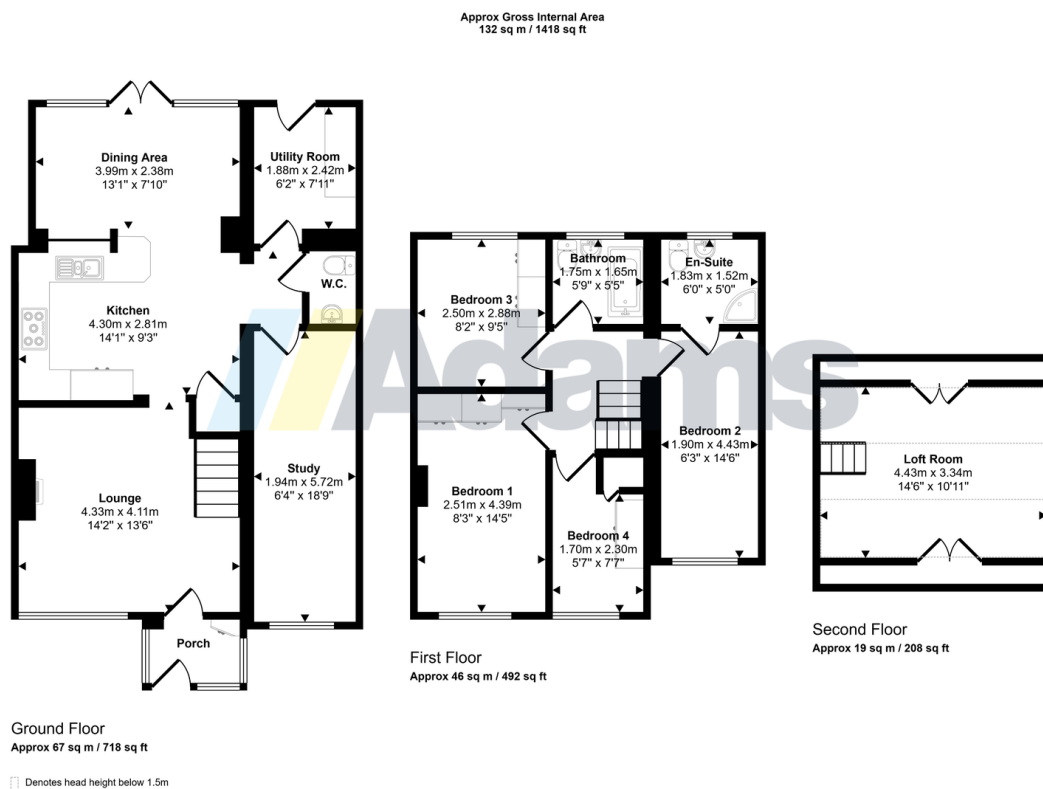 Approx Gross Internal Area
132 sq m / 1418 sq ft
Dining Area
3.99m x 2.38m
13'1" x 7'10"
Utility Room
1.88m x 2.42m
6'2" x 7'11"
W.C.
Kitchen
4.30m x 2.81m
14'1" x 9'3"
Study
1.94m x 5.72m
6'4" x 18'9"
Lounge
4.33m x 4.11m
14'2" x 13'6"
Porch
Ground Floor
Approx 67 sq m / 718 sq ft
Denotes head height below 1.5m
Adams
Bedroom 3
2.50m x 2.88m
8'2" x 9'5"
Bathroom
1.75m x 1.65m
5'9" x 5'5"
En-Suite
1.83m x 1.52m
6'0" x 5'0"
Bedroom 2
1.90m x 4.43m
6'3" x 14'6"
Bedroom 1
2.51m x 4.39m
8'3" x 14'5"
Bedroom 4
1.70m x 2.30m
5'7" x 7'7"
First Floor
Approx 46 sq m / 492 sq ft
Loft Room
4.43m x 3.34m
14'6" x 10'11"
Second Floor
Approx 19 sq m / 208 sq ft